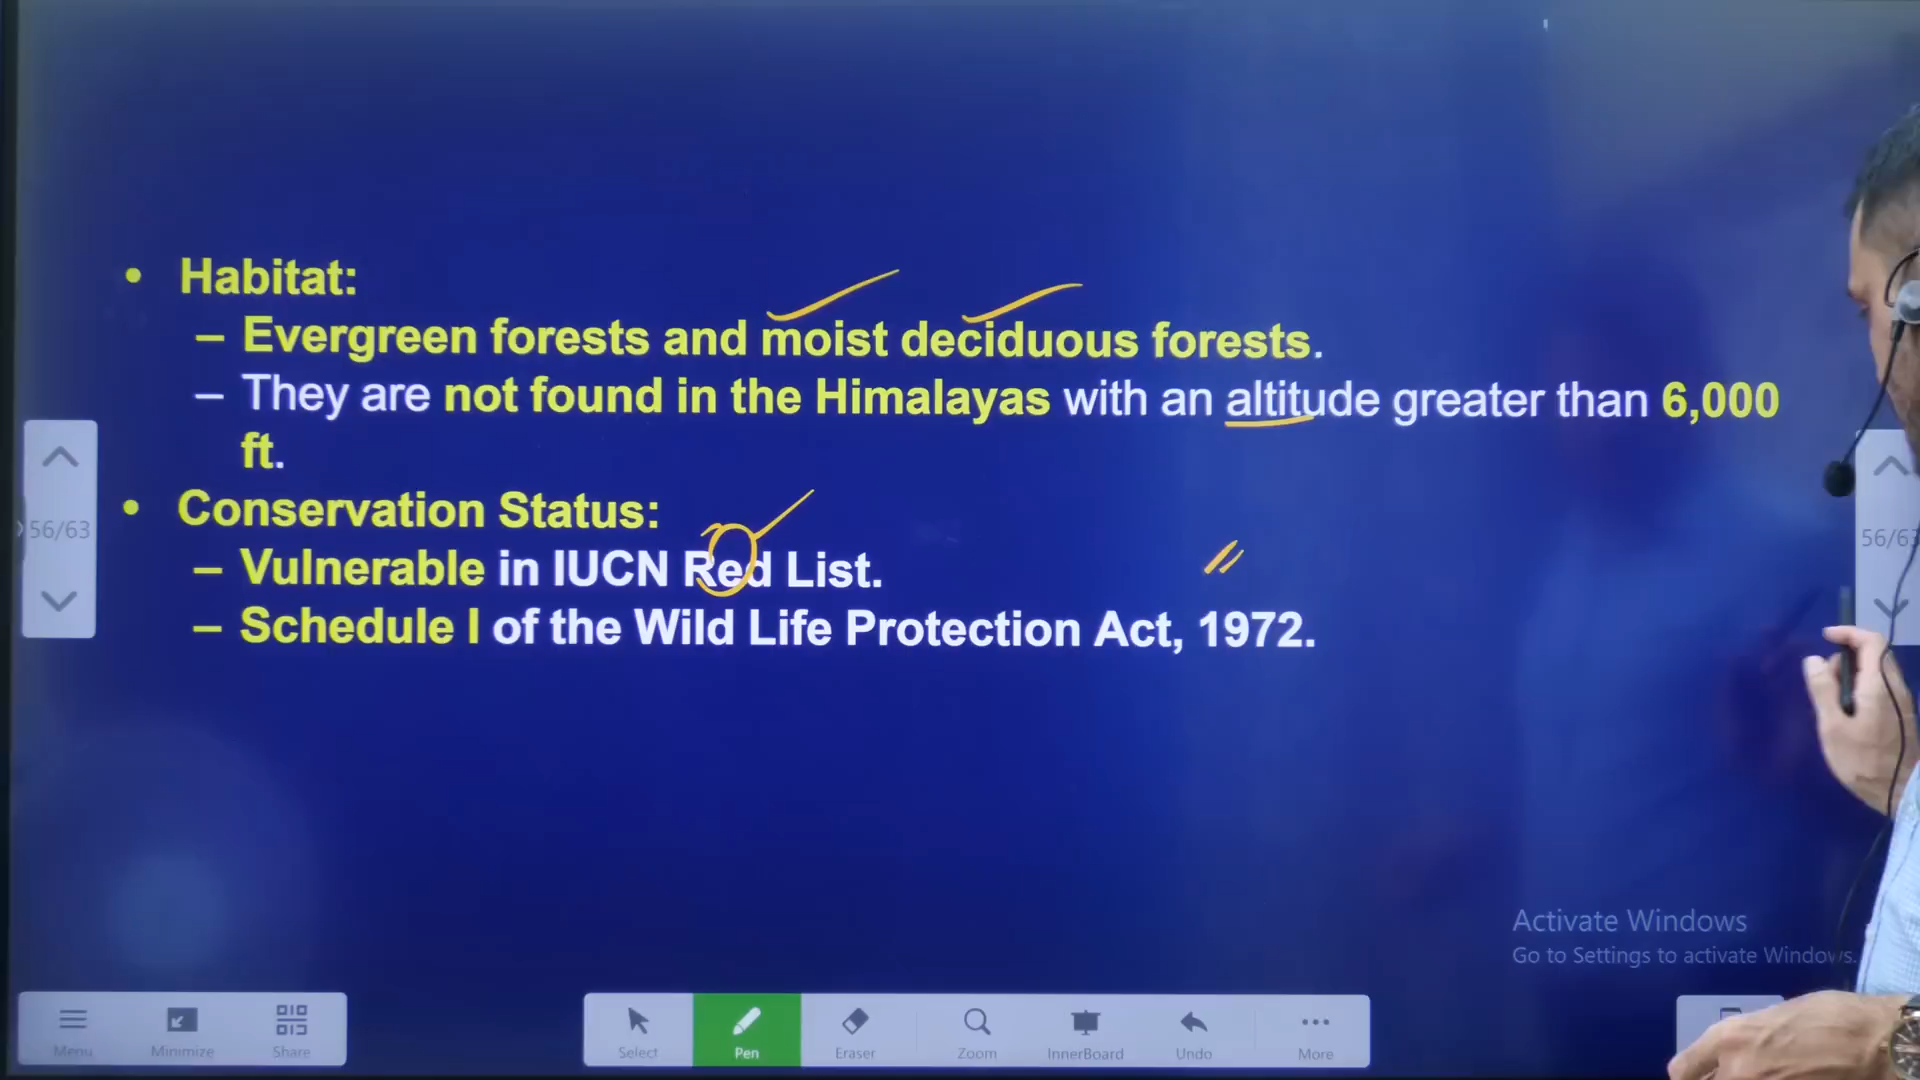 • Habitat:
– Evergreen forests and moist deciduous forests.
– They are not found in the Himalayas with an altitude greater than 6,000
ft.
• Conservation Status:
– Vulnerable in IUCN Red List.
– Schedule I of the Wild Life Protection Act, 1972.
56/63
56/63
Activate Windows
Go to Settings to activate Windows.
Menu
Minimize
Share
Select
Pen
Eraser
Zoom
InnerBoard
Undo
More